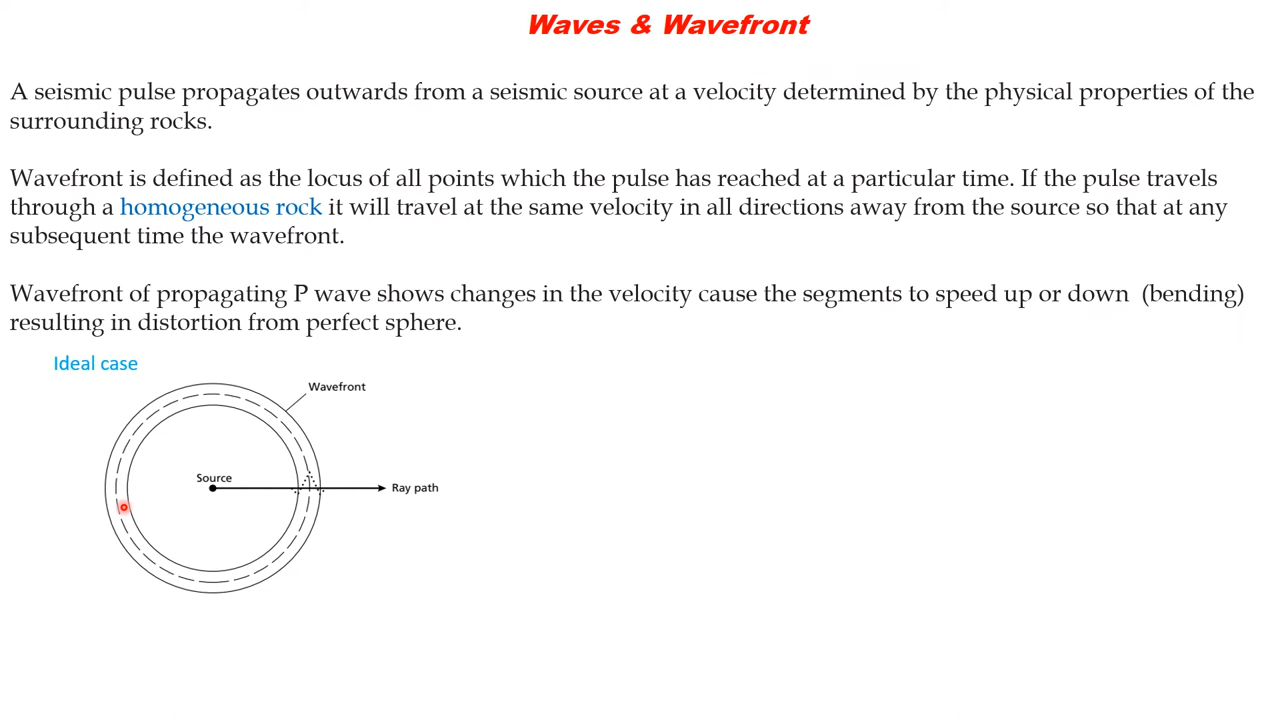 Waves & Wavefront
A seismic pulse propagates outwards from a seismic source at a velocity determined by the physical properties of the
surrounding rocks.
Wavefront is defined as the locus of all points which the pulse has reached at a particular time. If the pulse travels
through a homogeneous rock it will travel at the same velocity in all directions away from the source so that at any
subsequent time the wavefront.
Wavefront of propagating P wave shows changes in the velocity cause the segments to speed up or down (bending)
resulting in distortion from perfect sphere.
Ideal case
Wavefront
Source
Ray path